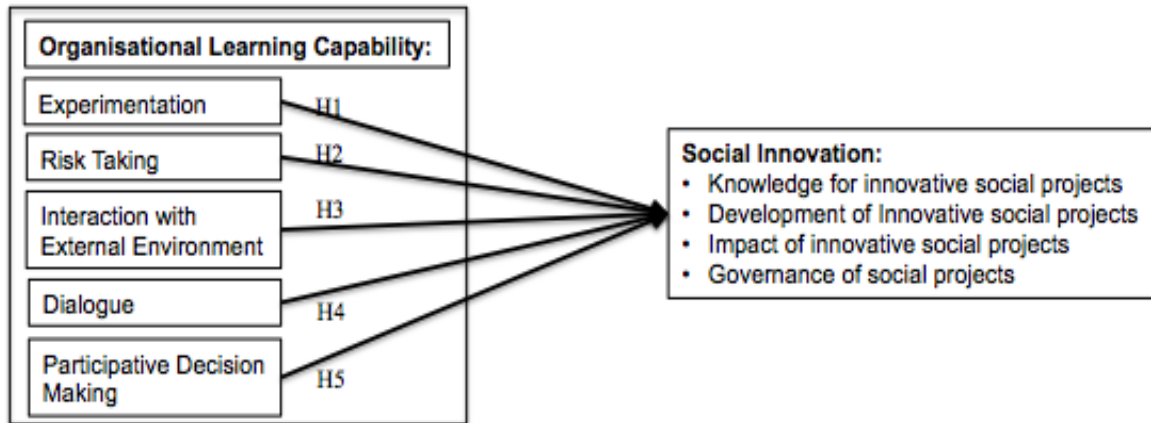 Organisational Learning Capability:
Experimentation
H1
Risk Taking
H2
Interaction with
External Environment
H3
Dialogue
H4
Participative Decision
Making
H5
Social Innovation:
• Knowledge for innovative social projects
• Development of Innovative social projects
• Impact of innovative social projects
• Governance of social projects